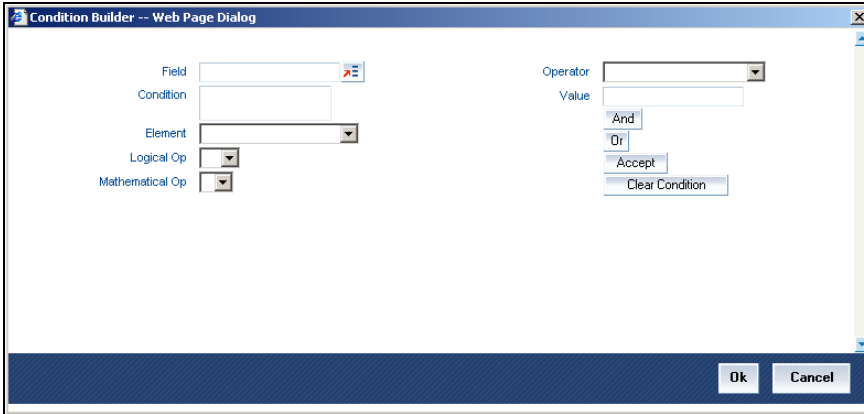 Condition Builder -- Web Page Dialog
Field
Operator
Condition
Value
And
Element
Or
Logical Op
Accept
Mathematical Op
Clear Condition
Ok
Cancel